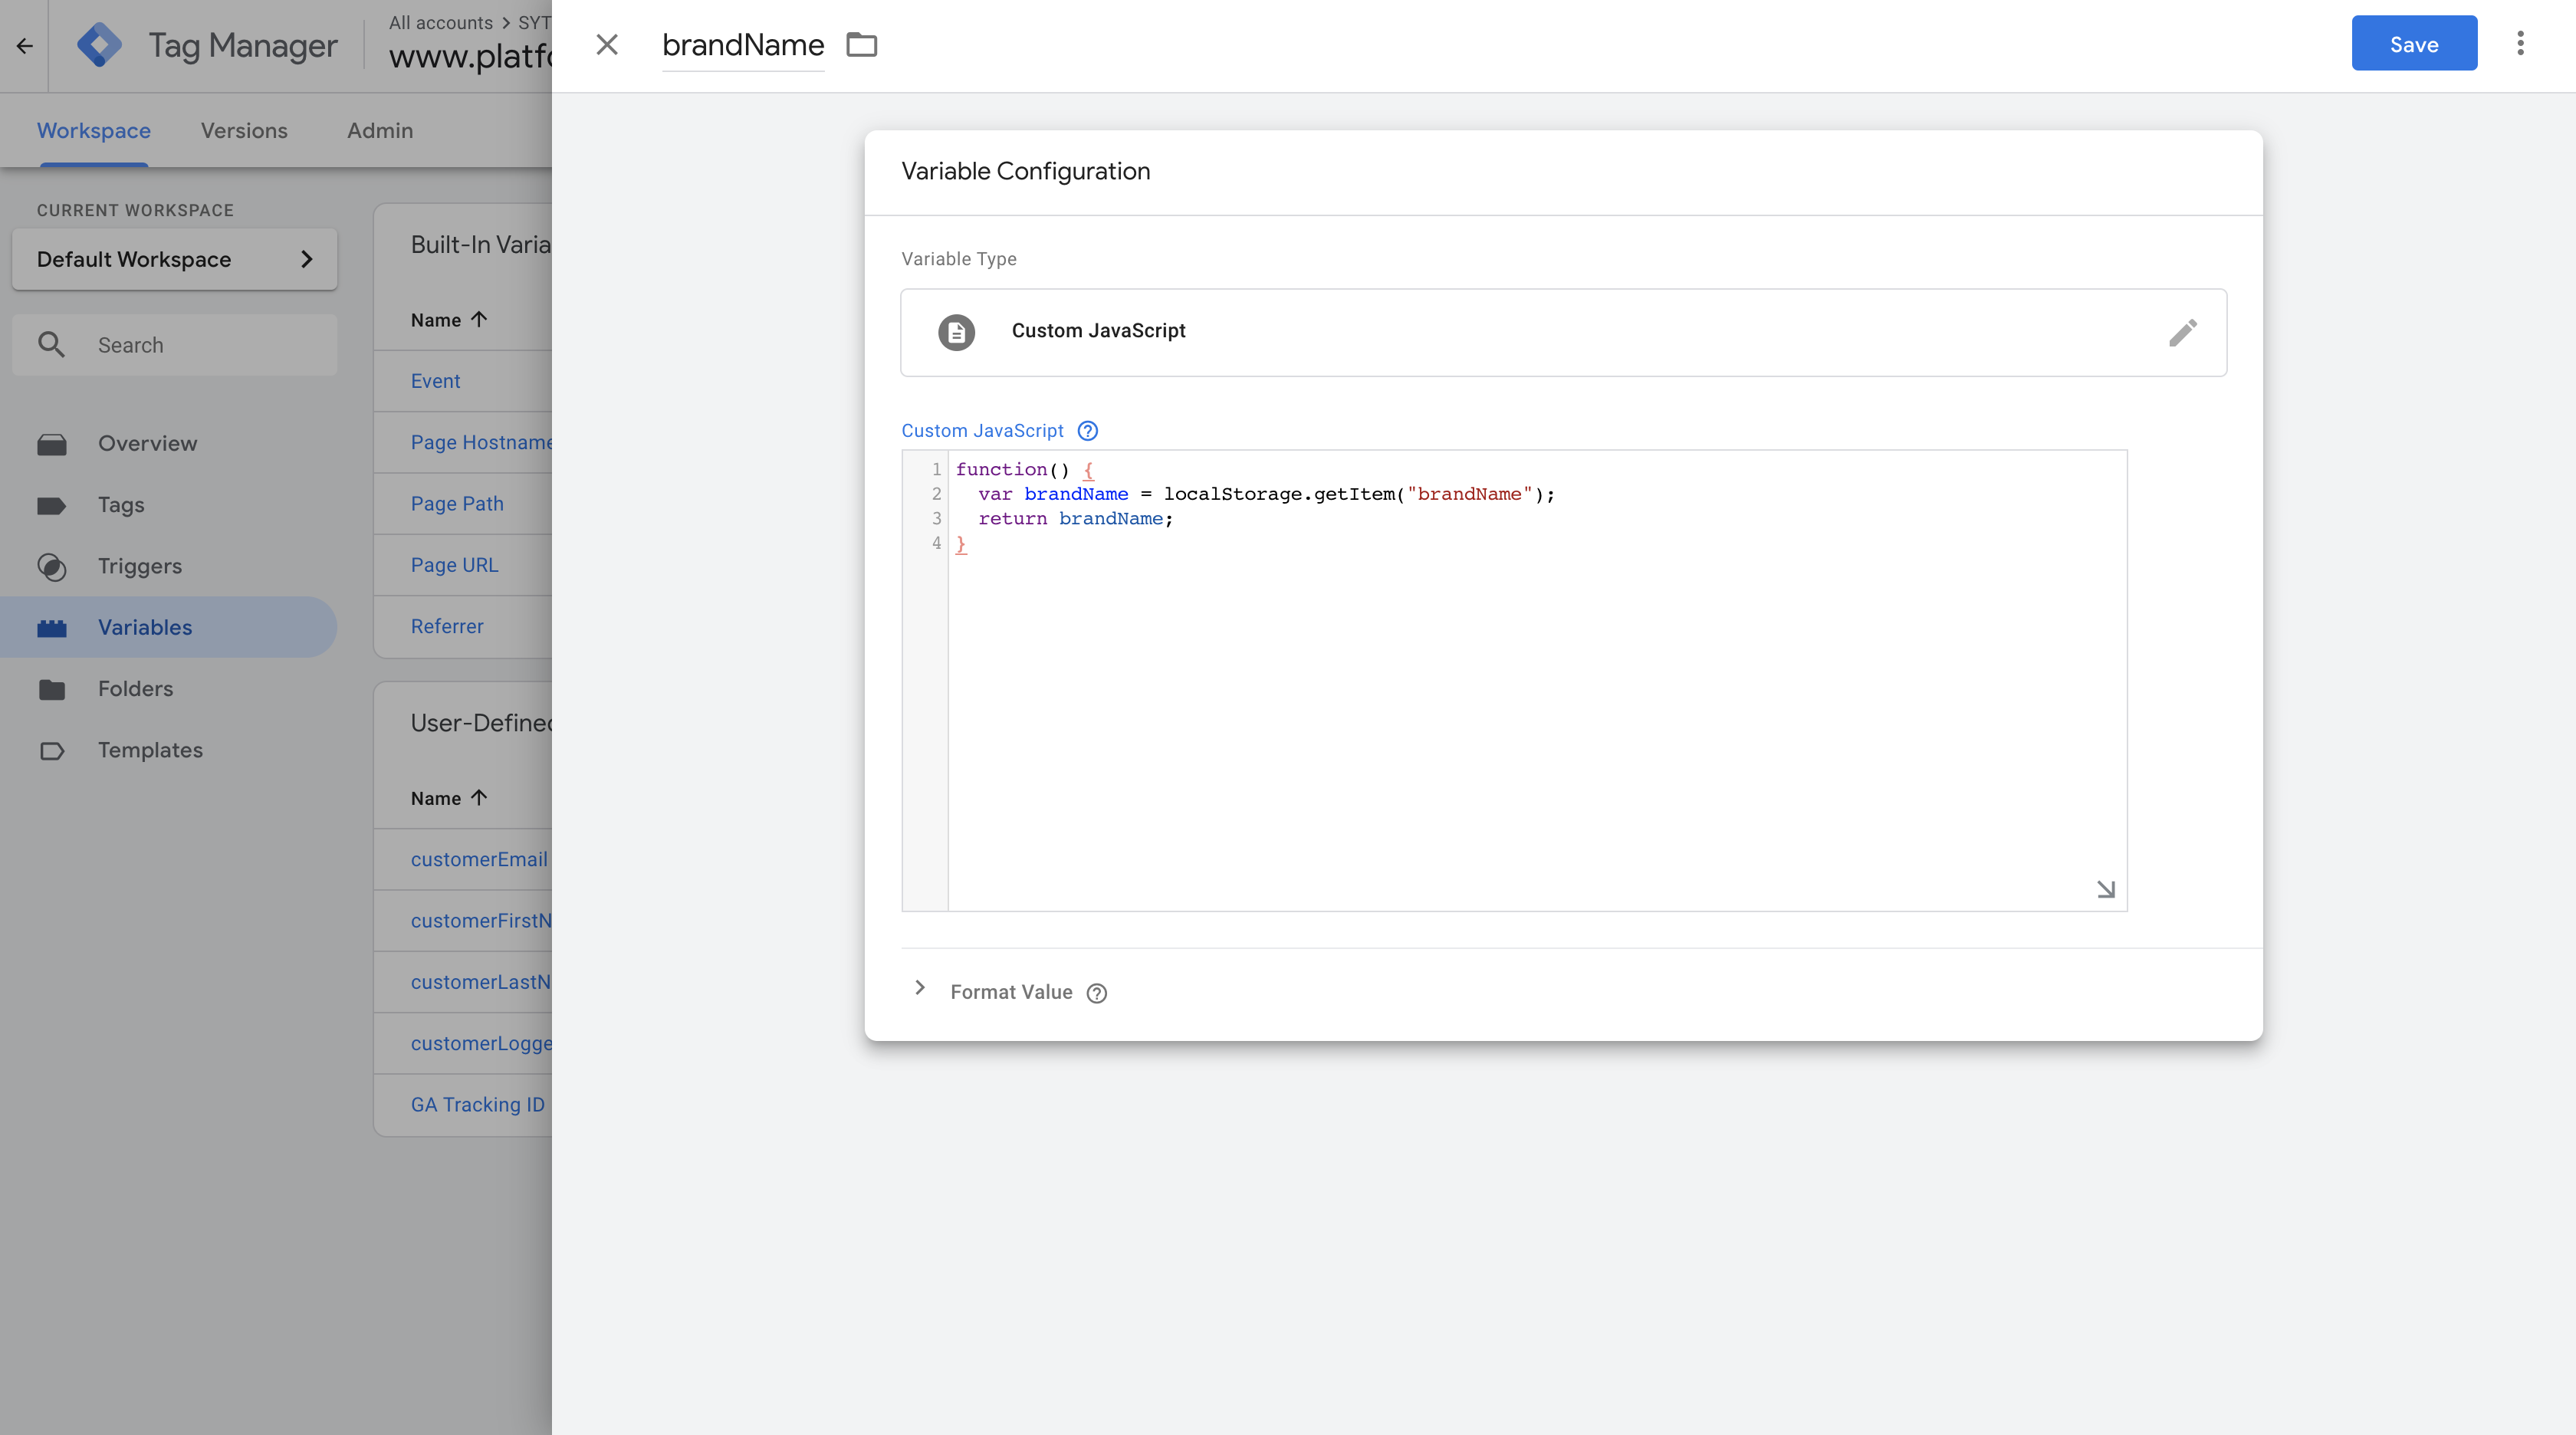 Tag Manager
All accounts > SYT
www.platfo
brandName
Save
Workspace
Versions
Admin
CURRENT WORKSPACE
Default Workspace
Search
Overview
Tags
Triggers
Variables
Folders
Templates
Built-In Varia
Name
Event
Page Hostname
Page Path
Page URL
Referrer
User-Defined
Name
customerEmail
customerFirstN
customerLastN
customerLogge
GA Tracking ID
Variable Configuration
Variable Type
Custom JavaScript
Custom JavaScript
1 function() {
2 var brandName = localStorage.getItem("brandName");
3 return brandName;
4 }
Format Value